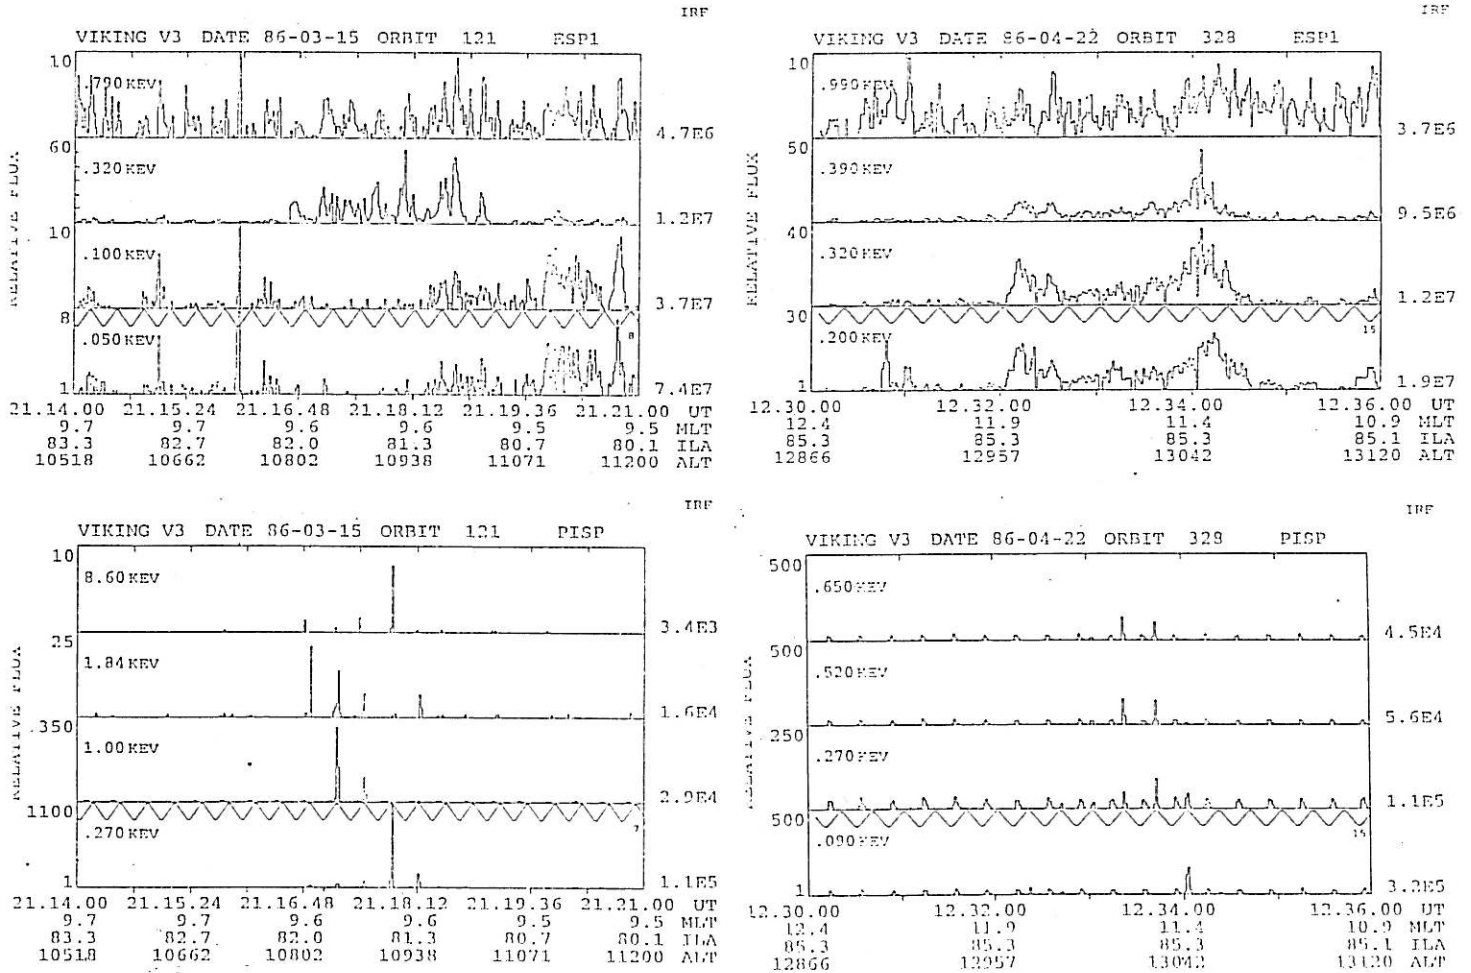 IRF
VIKING V3 DATE 86-03-15 ORBIT 121 ESP1
10
.790 KEV
4.7E6
60
.320 KEV
1.2E7
RELATIVE FLUX
10
.100 KEV
3.7E7
8
8
.050 KEV
1
7.4E7
21.14.00 21.15.24 21.16.48 21.18.12 21.19.36 21.21.00 UT
9.7 9.7 9.6 9.6 9.5 9.5 MLT
83.3 82.7 82.0 81.3 80.7 80.1 ILA
10518 10662 10802 10938 11071 11200 ALT
IRF
VIKING V3 DATE 86-04-22 ORBIT 328 ESP1
10
.990 KEV
3.7E6
50
.390 KEV
9.5E6
RELATIVE FLUX
40
.320 KEV
1.2E7
30
15
.200 KEV
1
1.9E7
12.30.00 12.32.00 12.34.00 12.36.00 UT
12.4 11.9 11.4 10.9 MLT
85.3 85.3 85.3 85.1 ILA
12866 12957 13042 13120 ALT
IRF
VIKING V3 DATE 86-03-15 ORBIT 121 PISP
10
8.60 KEV
3.4E3
25
1.84 KEV
1.6E4
RELATIVE FLUX
350
1.00 KEV
2.9E4
1100
7
.270 KEV
1
1.1E5
21.14.00 21.15.24 21.16.48 21.18.12 21.19.36 21.21.00 UT
9.7 9.7 9.6 9.6 9.5 9.5 MLT
83.3 82.7 82.0 81.3 80.7 80.1 ILA
10518 10662 10802 10938 11071 11200 ALT
IRF
VIKING V3 DATE 86-04-22 ORBIT 328 PISP
500
.650 KEV
4.5E4
500
.520 KEV
5.6E4
RELATIVE FLUX
250
.270 KEV
1.1E5
500
15
.090 KEV
1
3.2E5
12.30.00 12.32.00 12.34.00 12.36.00 UT
12.4 11.9 11.4 10.9 MLT
85.3 85.3 85.3 85.1 ILA
12866 12957 13042 13120 ALT